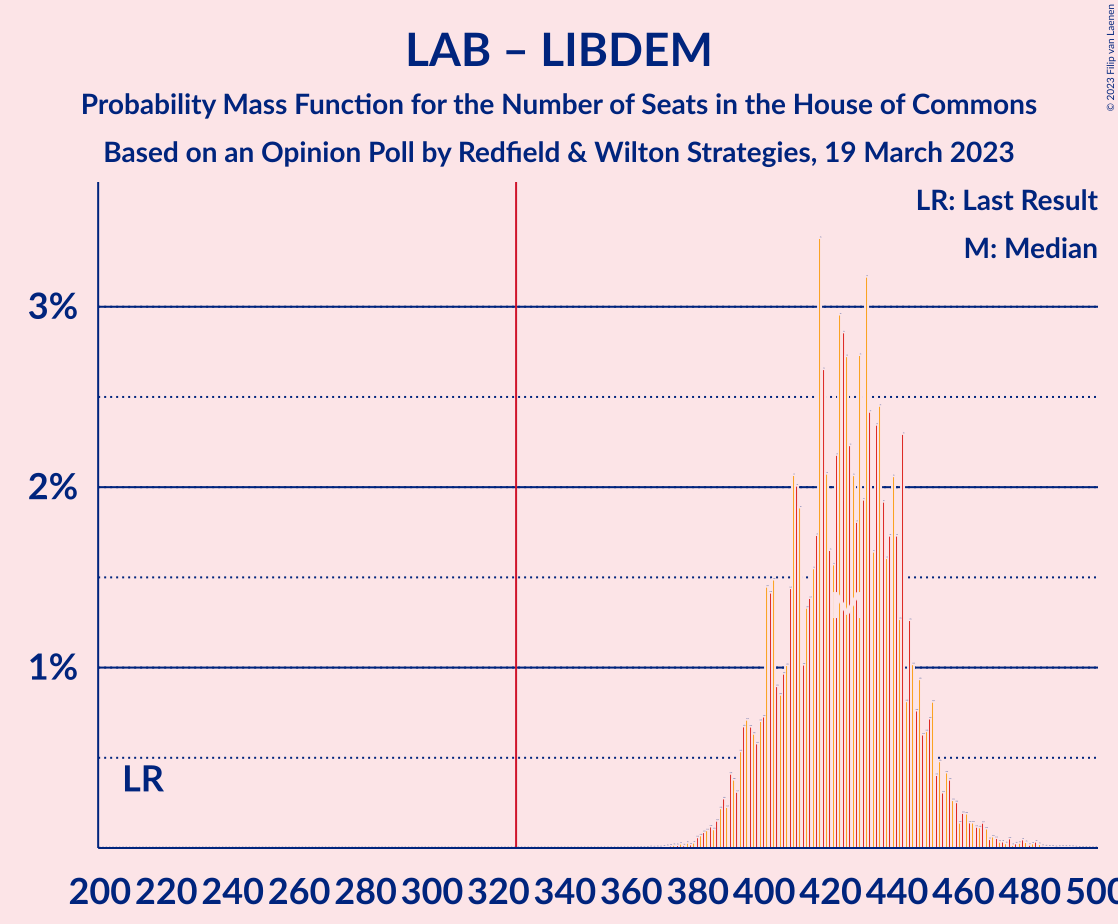 LAB – LIBDEM
Probability Mass Function for the Number of Seats in the House of Commons
Based on an Opinion Poll by Redfield & Wilton Strategies, 19 March 2023
© 2023 Filip van Laenen
LR: Last Result
M: Median
3%
2%
1%
LR
200 220 240 260 280 300 320 340 360 380 400 420 440 460 480 500